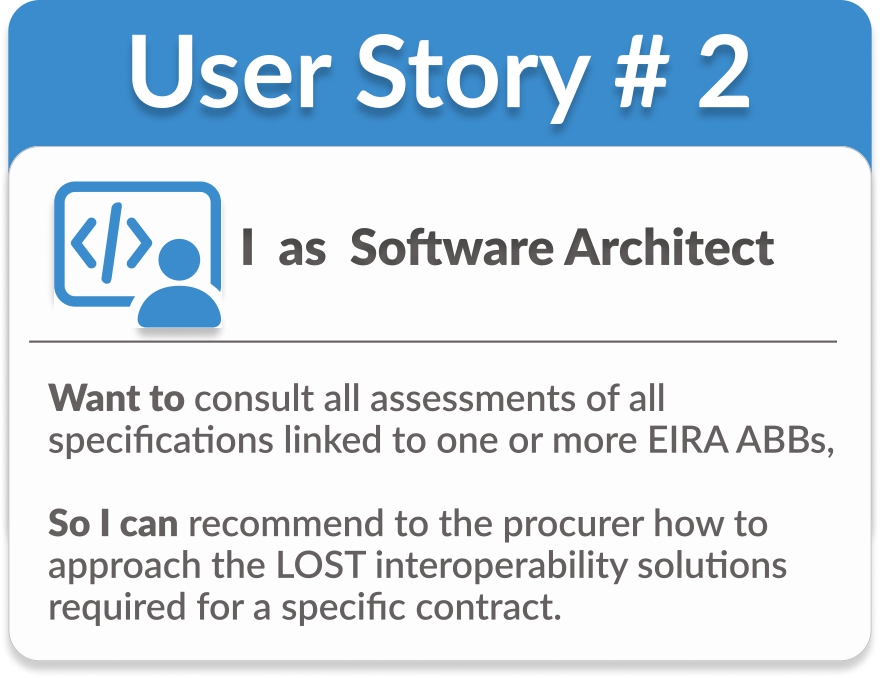 User Story # 2
</>
I as Software Architect
Want to consult all assessments of all
specifications linked to one or more EIRA ABBs,
So I can recommend to the procurer how to
approach the LOST interoperability solutions
required for a specific contract.